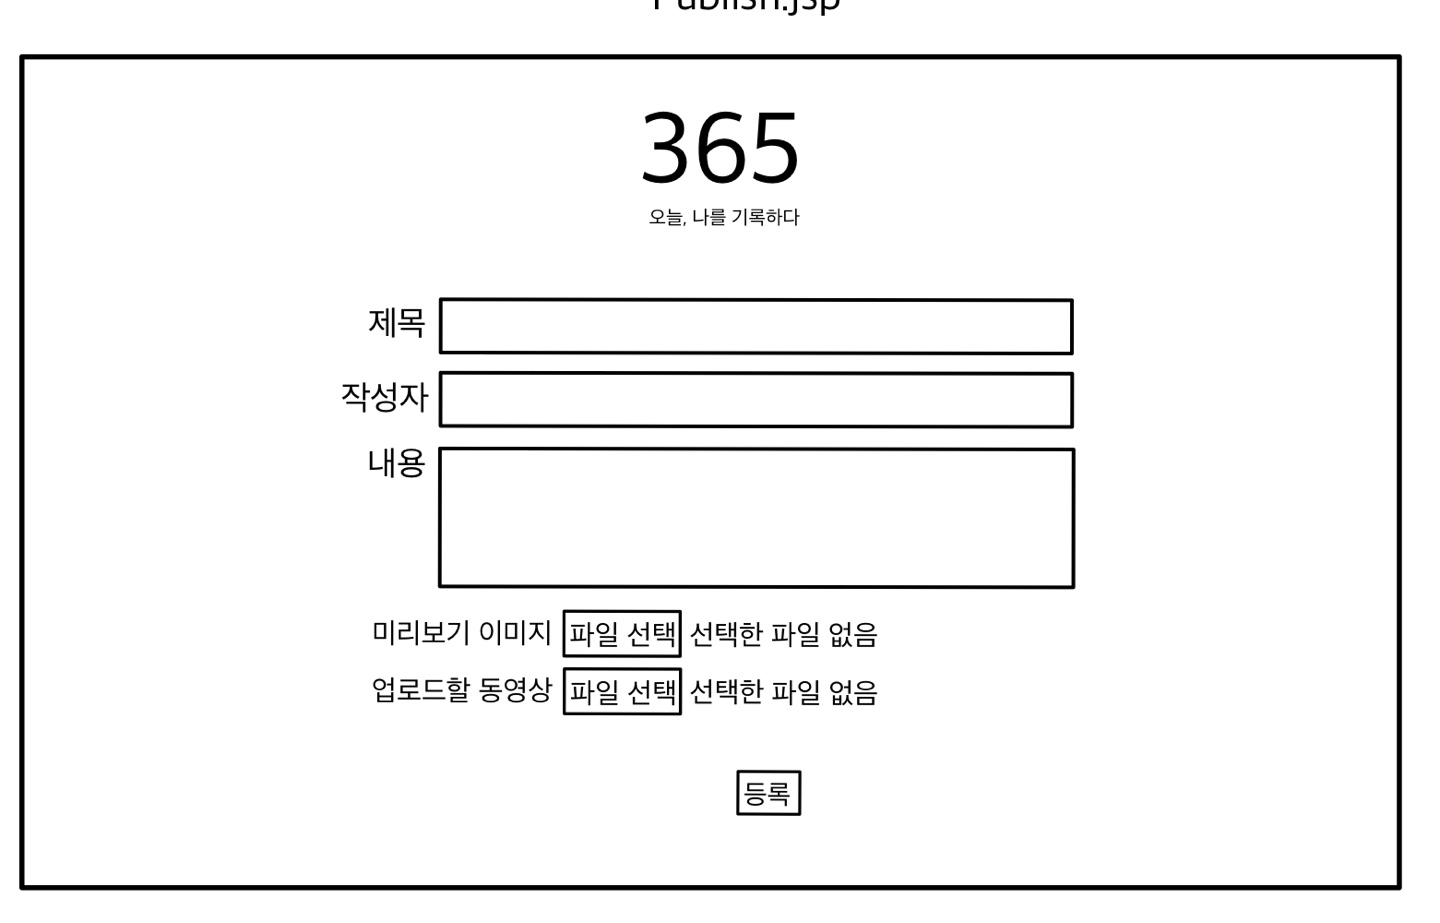 Publish.jsp
365
오늘, 나를 기록하다
제목
작성자
내용
미리보기 이미지 파일 선택 선택한 파일 없음
업로드할 동영상 파일 선택 선택한 파일 없음
등록